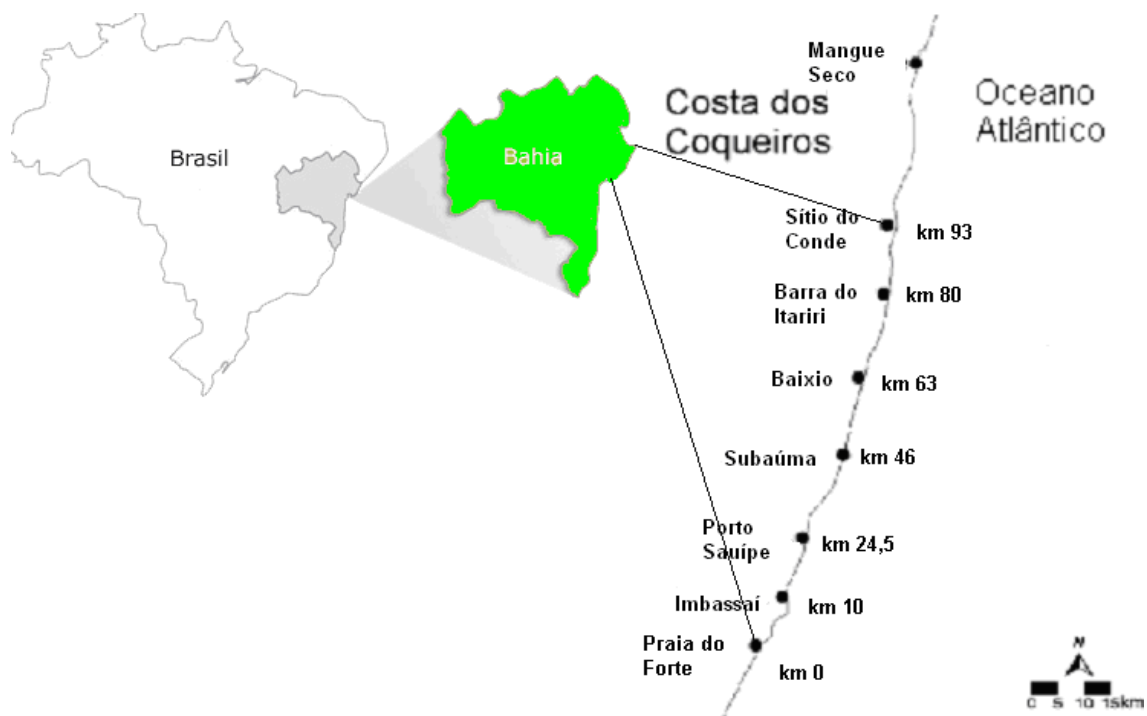 Mangue
Seco
Oceano
Atlântico
Costa dos
Coqueiros
Brasil
Bahia
Sítio do
Conde
km 93
Barra do
Itariri
km 80
Baixio
km 63
Subaúma
km 46
Porto
Sauípe
km 24,5
Imbassaí
km 10
Praia do
Forte
km 0
N
0 5 10 15km